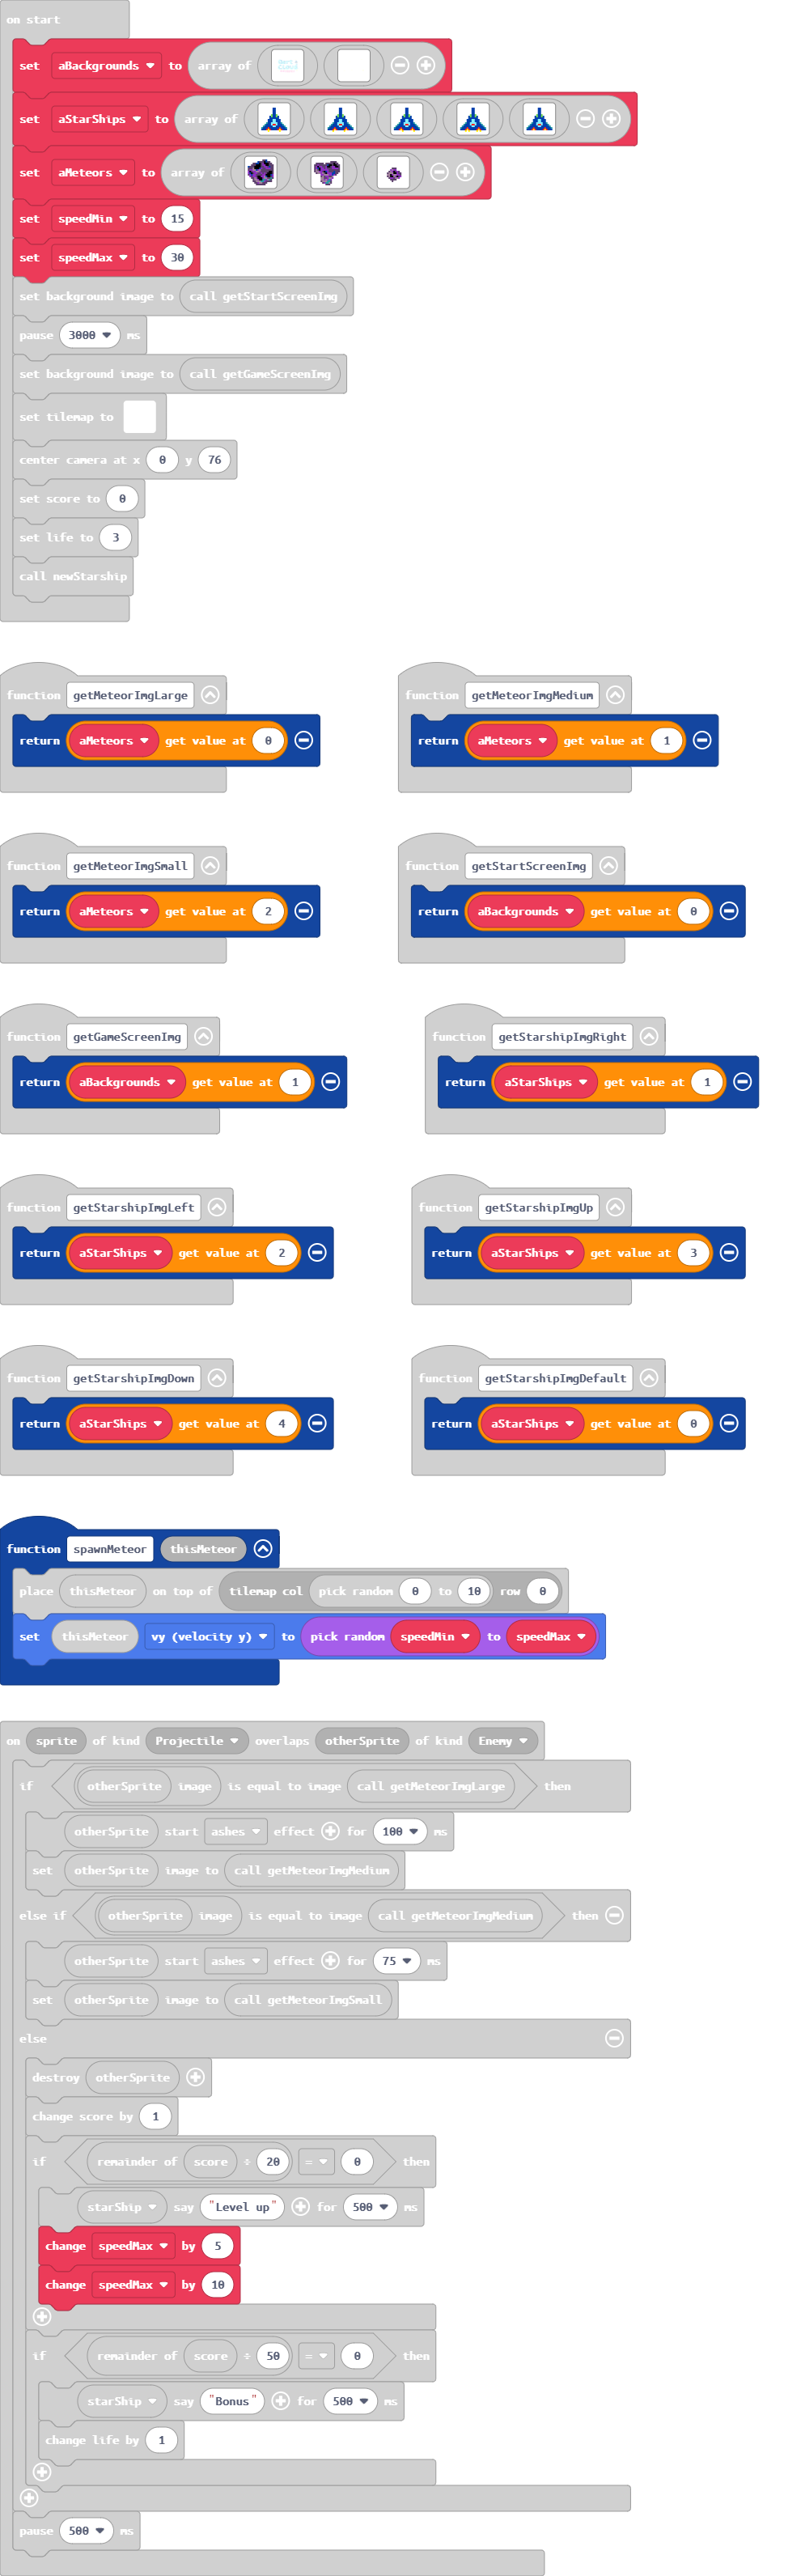 on start
set aBackgrounds to array of
set aStarShips to array of
set aMeteors to array of
set speedMin to 15
set speedMax to 30
set background image to call getStartScreenImg
pause 3000 ms
set background image to call getGameScreenImg
set tilemap to
center camera at x 0 y 76
set score to 0
set life to 3
call newStarship
function getMeteorImgLarge
return aMeteors get value at 0
function getMeteorImgMedium
return aMeteors get value at 1
function getMeteorImgSmall
return aMeteors get value at 2
function getStartScreenImg
return aBackgrounds get value at 0
function getGameScreenImg
return aBackgrounds get value at 1
function getStarshipImgRight
return aStarShips get value at 1
function getStarshipImgLeft
return aStarShips get value at 2
function getStarshipImgUp
return aStarShips get value at 3
function getStarshipImgDown
return aStarShips get value at 4
function getStarshipImgDefault
return aStarShips get value at 0
function spawnMeteor thisMeteor
place thisMeteor on top of tilemap col pick random 0 to 10 row 0
set thisMeteor vy (velocity y) to pick random speedMin to speedMax
on sprite of kind Projectile overlaps otherSprite of kind Enemy
if otherSprite image is equal to image call getMeteorImgLarge then
otherSprite start ashes effect for 100 ms
set otherSprite image to call getMeteorImgMedium
else if otherSprite image is equal to image call getMeteorImgMedium then
otherSprite start ashes effect for 75 ms
set otherSprite image to call getMeteorImgSmall
else
destroy otherSprite
change score by 1
if remainder of score ÷ 20 = 0 then
starShip say "Level up" for 500 ms
change speedMax by 5
change speedMax by 10
if remainder of score ÷ 50 = 0 then
starShip say "Bonus" for 500 ms
change life by 1
pause 500 ms